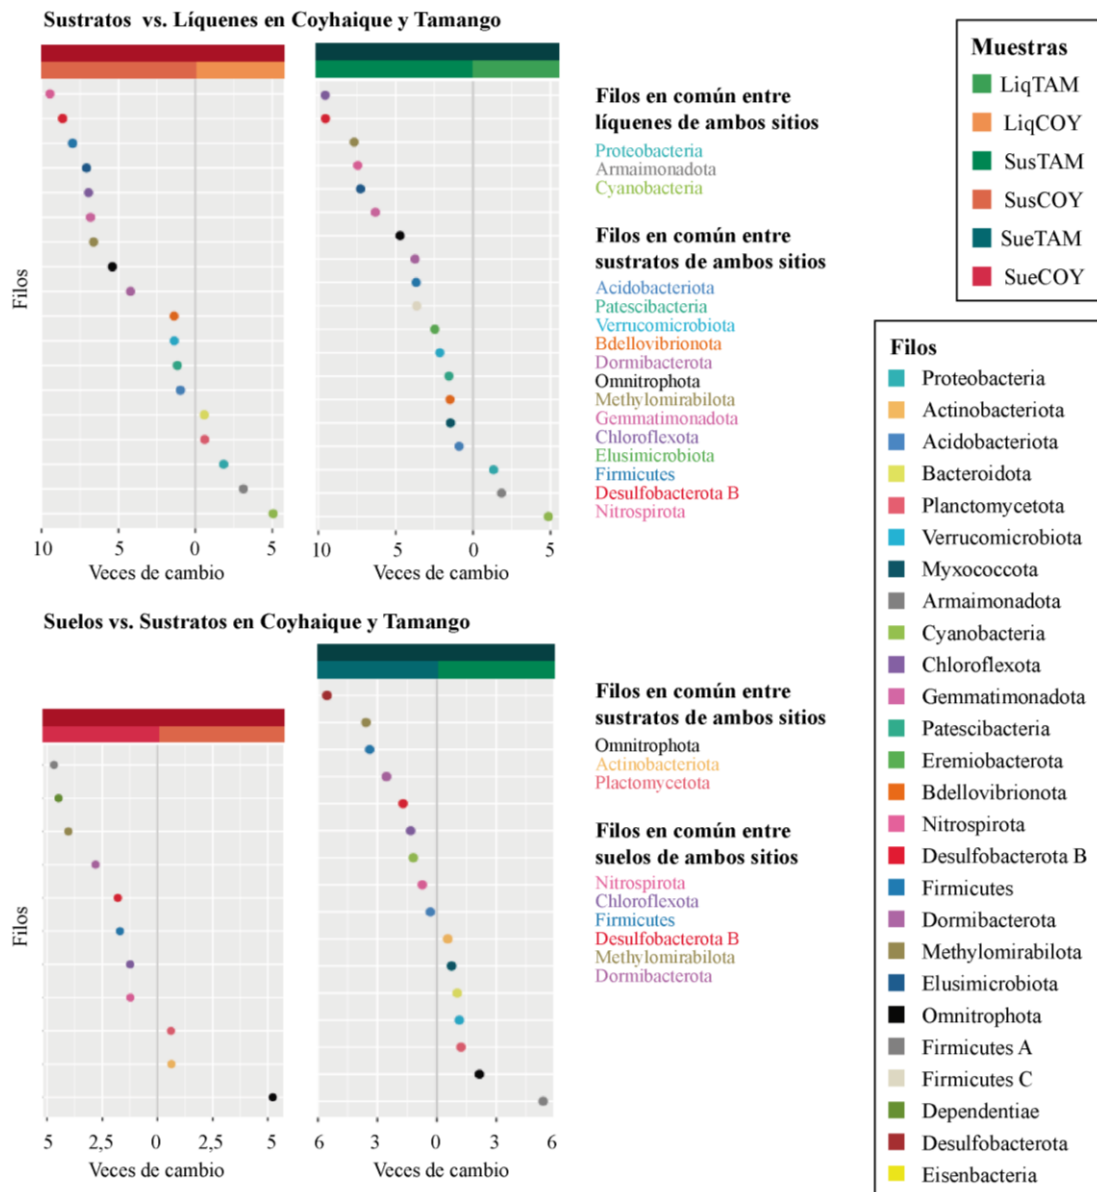 Sustratos vs. Líquenes en Coyhaique y Tamango
Filos
10 5 0 5
Veces de cambio
10 5 0 5
Veces de cambio
Filos en común entre
líquenes de ambos sitios
Proteobacteria
Armaimonadota
Cyanobacteria
Filos en común entre
sustratos de ambos sitios
Acidobacteriota
Patescibacteria
Verrucomicrobiota
Bdellovibrionota
Dormibacterota
Omnitrophota
Methylomirabilota
Gemmatimonadota
Chloroflexota
Elusimicrobiota
Firmicutes
Desulfobacterota B
Nitrospirota
Suelos vs. Sustratos en Coyhaique y Tamango
Filos
5 2,5 0 2,5 5
Veces de cambio
6 3 0 3 6
Veces de cambio
Filos en común entre
sustratos de ambos sitios
Omnitrophota
Actinobacteriota
Plactomycetota
Filos en común entre
suelos de ambos sitios
Nitrospirota
Chloroflexota
Firmicutes
Desulfobacterota B
Methylomirabilota
Dormibacterota
Muestras
LiqTAM
LiqCOY
SusTAM
SusCOY
SueTAM
SueCOY
Filos
Proteobacteria
Actinobacteriota
Acidobacteriota
Bacteroidota
Planctomycetota
Verrucomicrobiota
Myxococcota
Armaimonadota
Cyanobacteria
Chloroflexota
Gemmatimonadota
Patescibacteria
Eremiobacterota
Bdellovibrionota
Nitrospirota
Desulfobacterota B
Firmicutes
Dormibacterota
Methylomirabilota
Elusimicrobiota
Omnitrophota
Firmicutes A
Firmicutes C
Dependentiae
Desulfobacterota
Eisenbacteria